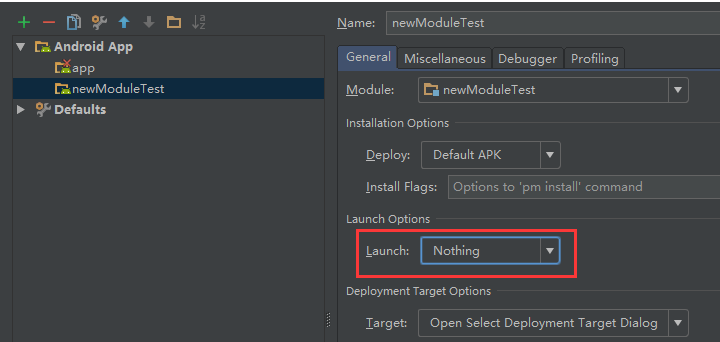 Name: newModuleTest
Android App
app
newModuleTest
Defaults
General Miscellaneous Debugger Profiling
Module: newModuleTest
Installation Options
Deploy: Default APK
Install Flags: Options to 'pm install' command
Launch Options
Launch: Nothing
Deployment Target Options
Target: Open Select Deployment Target Dialog